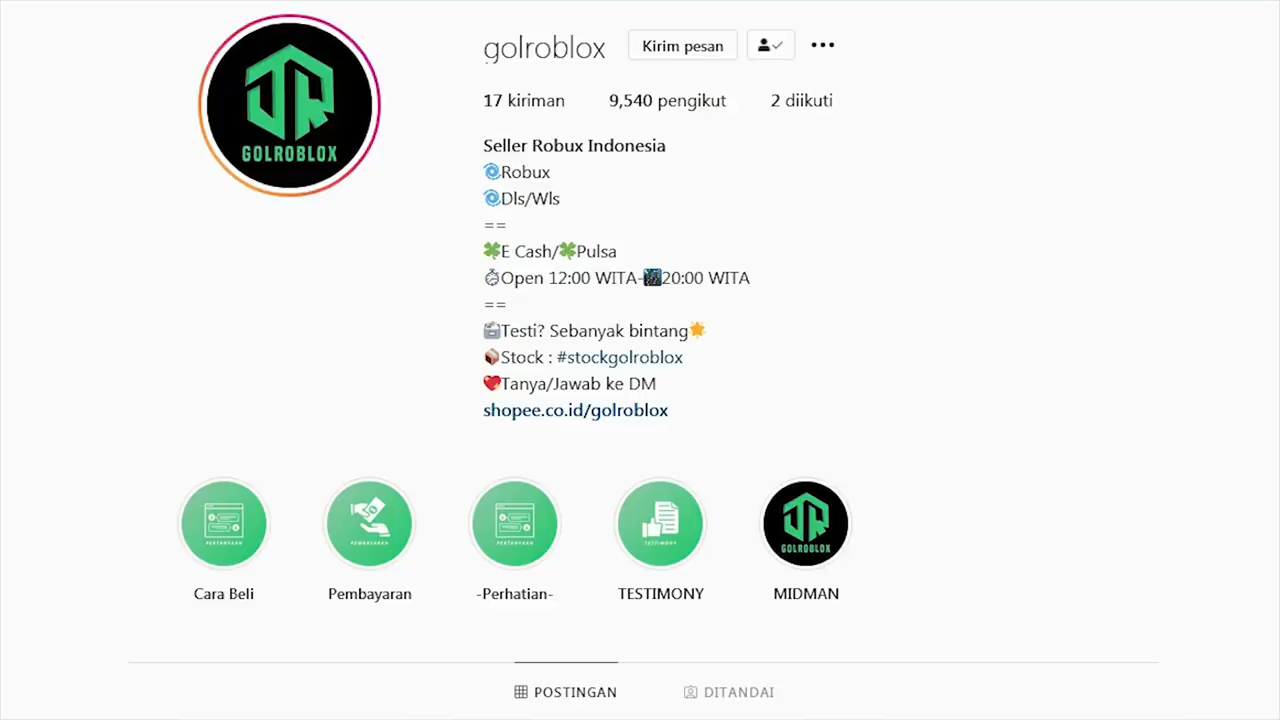 golroblox
Kirim pesan
17 kiriman
9,540 pengikut
2 diikuti
Seller Robux Indonesia
🌀Robux
🌀Dls/Wls
==
🍀E Cash/🍀Pulsa
⏱Open 12:00 WITA-🌃20:00 WITA
==
📠Testi? Sebanyak bintang🌟
📦Stock : #stockgolroblox
💖Tanya/Jawab ke DM
shopee.co.id/golroblox
GOLROBLOX
PERTANYAAN
PEMBAYARAN
PERTANYAAN
TESTIMONY
GOLROBLOX
Cara Beli
Pembayaran
-Perhatian-
TESTIMONY
MIDMAN
POSTINGAN
DITANDAI